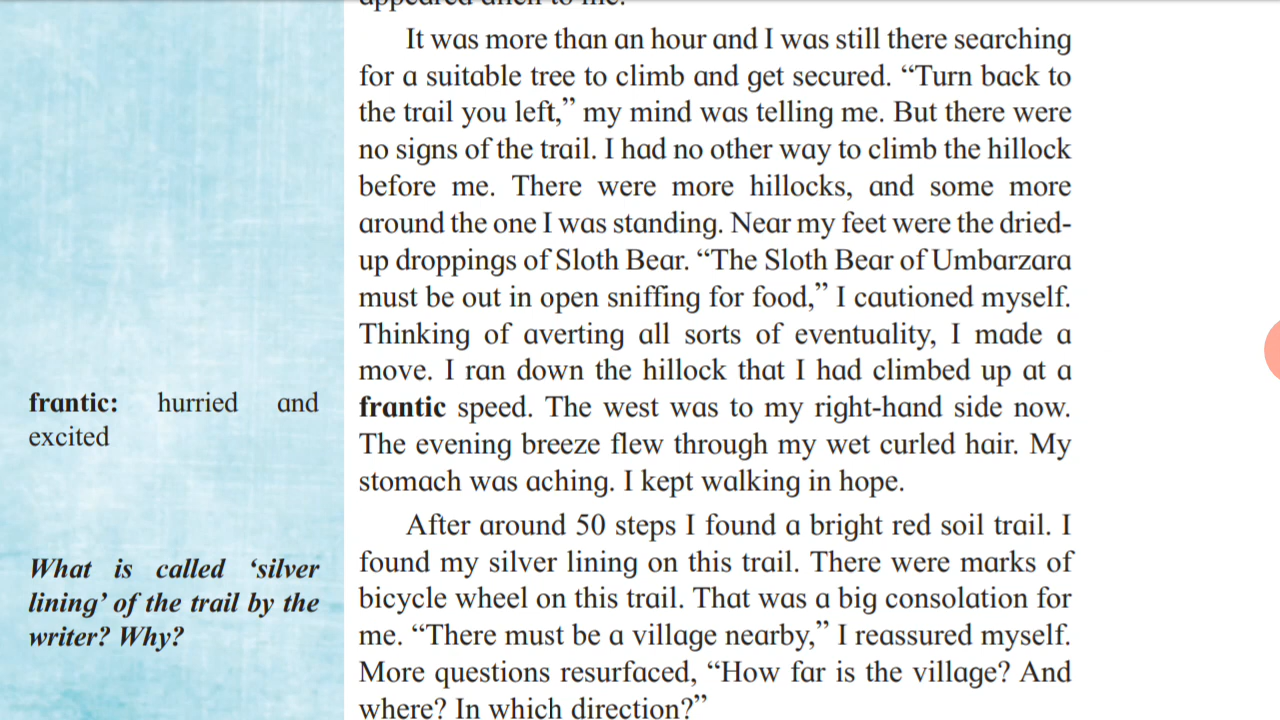 It was more than an hour and I was still there searching
for a suitable tree to climb and get secured. “Turn back to
the trail you left,” my mind was telling me. But there were
no signs of the trail. I had no other way to climb the hillock
before me. There were more hillocks, and some more
around the one I was standing. Near my feet were the dried-
up droppings of Sloth Bear. “The Sloth Bear of Umbarzara
must be out in open sniffing for food,” I cautioned myself.
Thinking of averting all sorts of eventuality, I made a
move. I ran down the hillock that I had climbed up at a
frantic speed. The west was to my right-hand side now.
The evening breeze flew through my wet curled hair. My
stomach was aching. I kept walking in hope.
After around 50 steps I found a bright red soil trail. I
found my silver lining on this trail. There were marks of
bicycle wheel on this trail. That was a big consolation for
me. “There must be a village nearby,” I reassured myself.
More questions resurfaced, “How far is the village? And
where? In which direction?”
frantic: hurried and
excited
What is called ‘silver
lining’ of the trail by the
writer? Why?